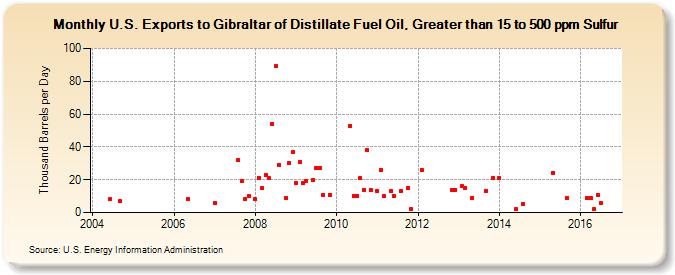 Monthly U.S. Exports to Gibraltar of Distillate Fuel Oil, Greater than 15 to 500 ppm Sulfur
Thousand Barrels per Day
100
80
60
40
20
0
2004 2006 2008 2010 2012 2014 2016
Source: U.S. Energy Information Administration